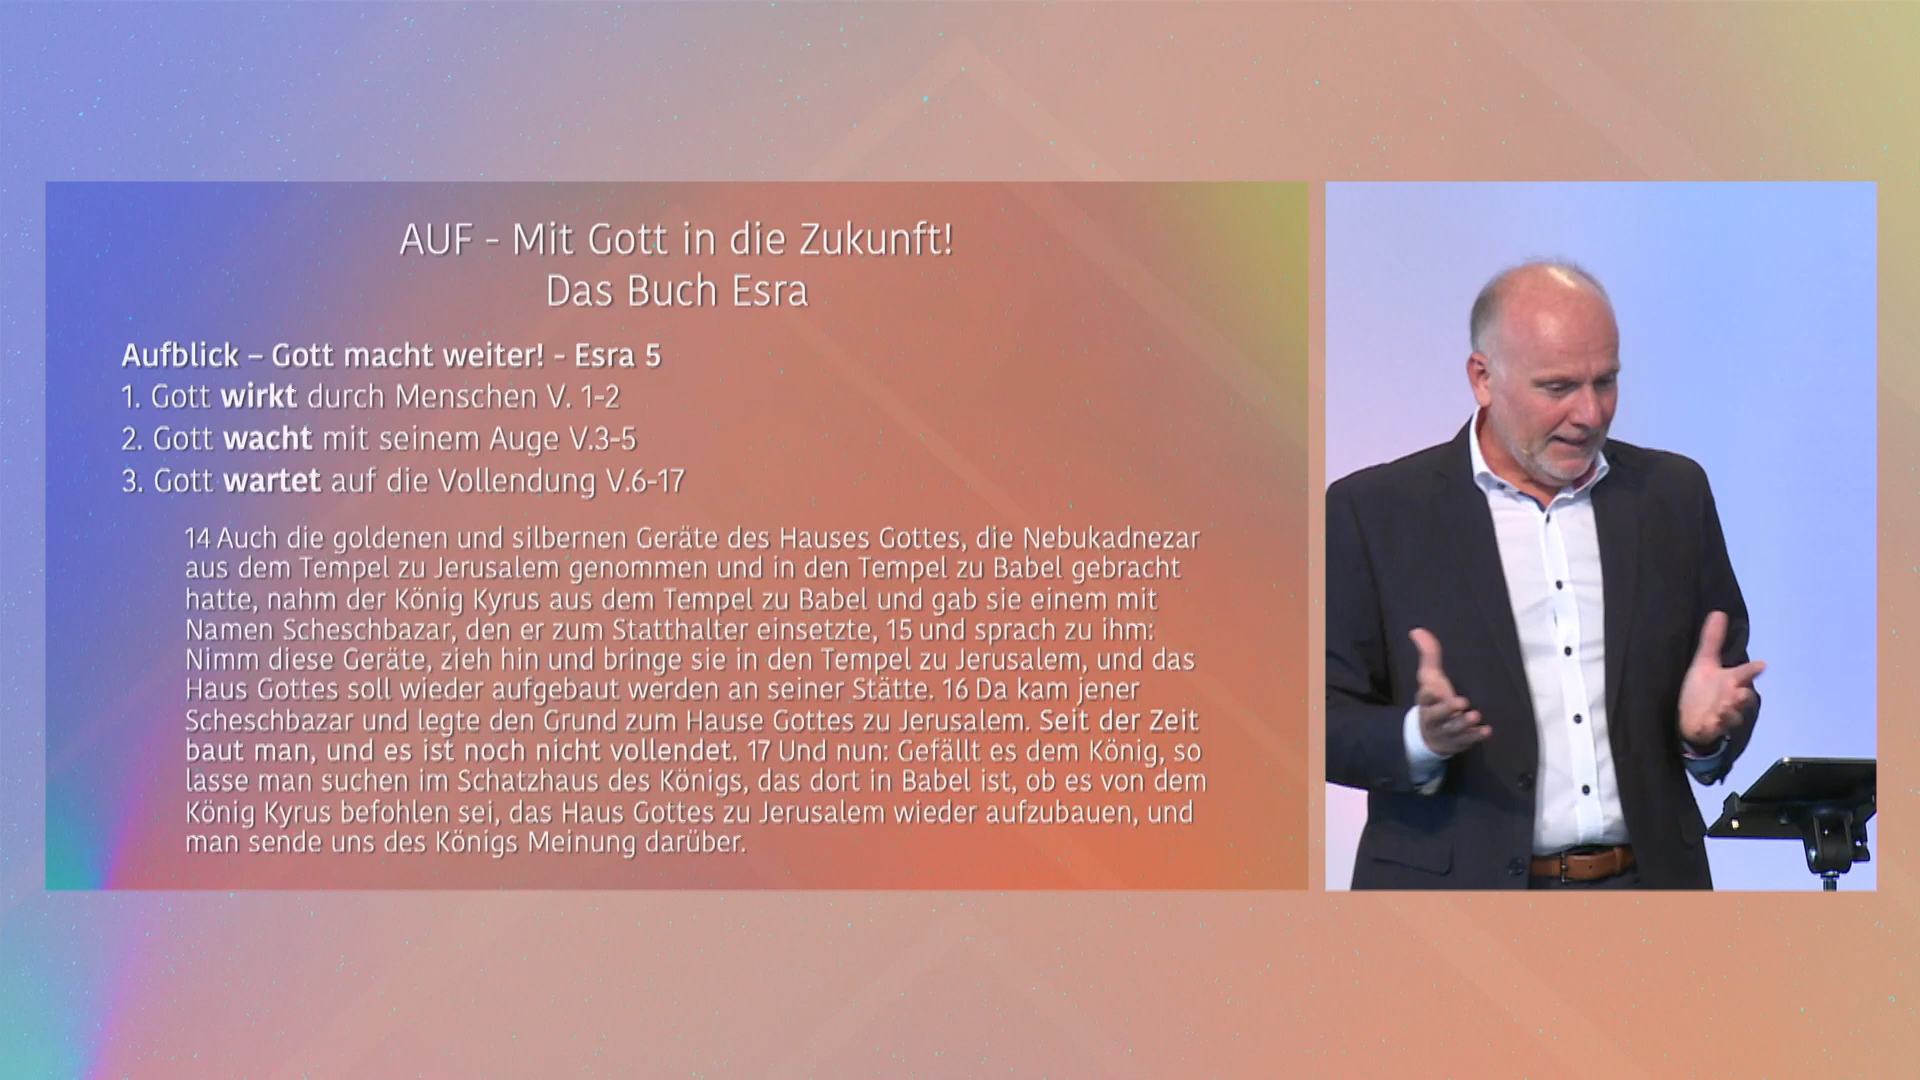 AUF - Mit Gott in die Zukunft!
Das Buch Esra
Aufblick – Gott macht weiter! - Esra 5
1. Gott wirkt durch Menschen V. 1-2
2. Gott wacht mit seinem Auge V.3-5
3. Gott wartet auf die Vollendung V.6-17
14 Auch die goldenen und silbernen Geräte des Hauses Gottes, die Nebukadnezar
aus dem Tempel zu Jerusalem genommen und in den Tempel zu Babel gebracht
hatte, nahm der König Kyrus aus dem Tempel zu Babel und gab sie einem mit
Namen Scheschbazar, den er zum Statthalter einsetzte, 15 und sprach zu ihm:
Nimm diese Geräte, zieh hin und bringe sie in den Tempel zu Jerusalem, und das
Haus Gottes soll wieder aufgebaut werden an seiner Stätte. 16 Da kam jener
Scheschbazar und legte den Grund zum Hause Gottes zu Jerusalem. Seit der Zeit
baut man, und es ist noch nicht vollendet. 17 Und nun: Gefällt es dem König, so
lasse man suchen im Schatzhaus des Königs, das dort in Babel ist, ob es von dem
König Kyrus befohlen sei, das Haus Gottes zu Jerusalem wieder aufzubauen, und
man sende uns des Königs Meinung darüber.